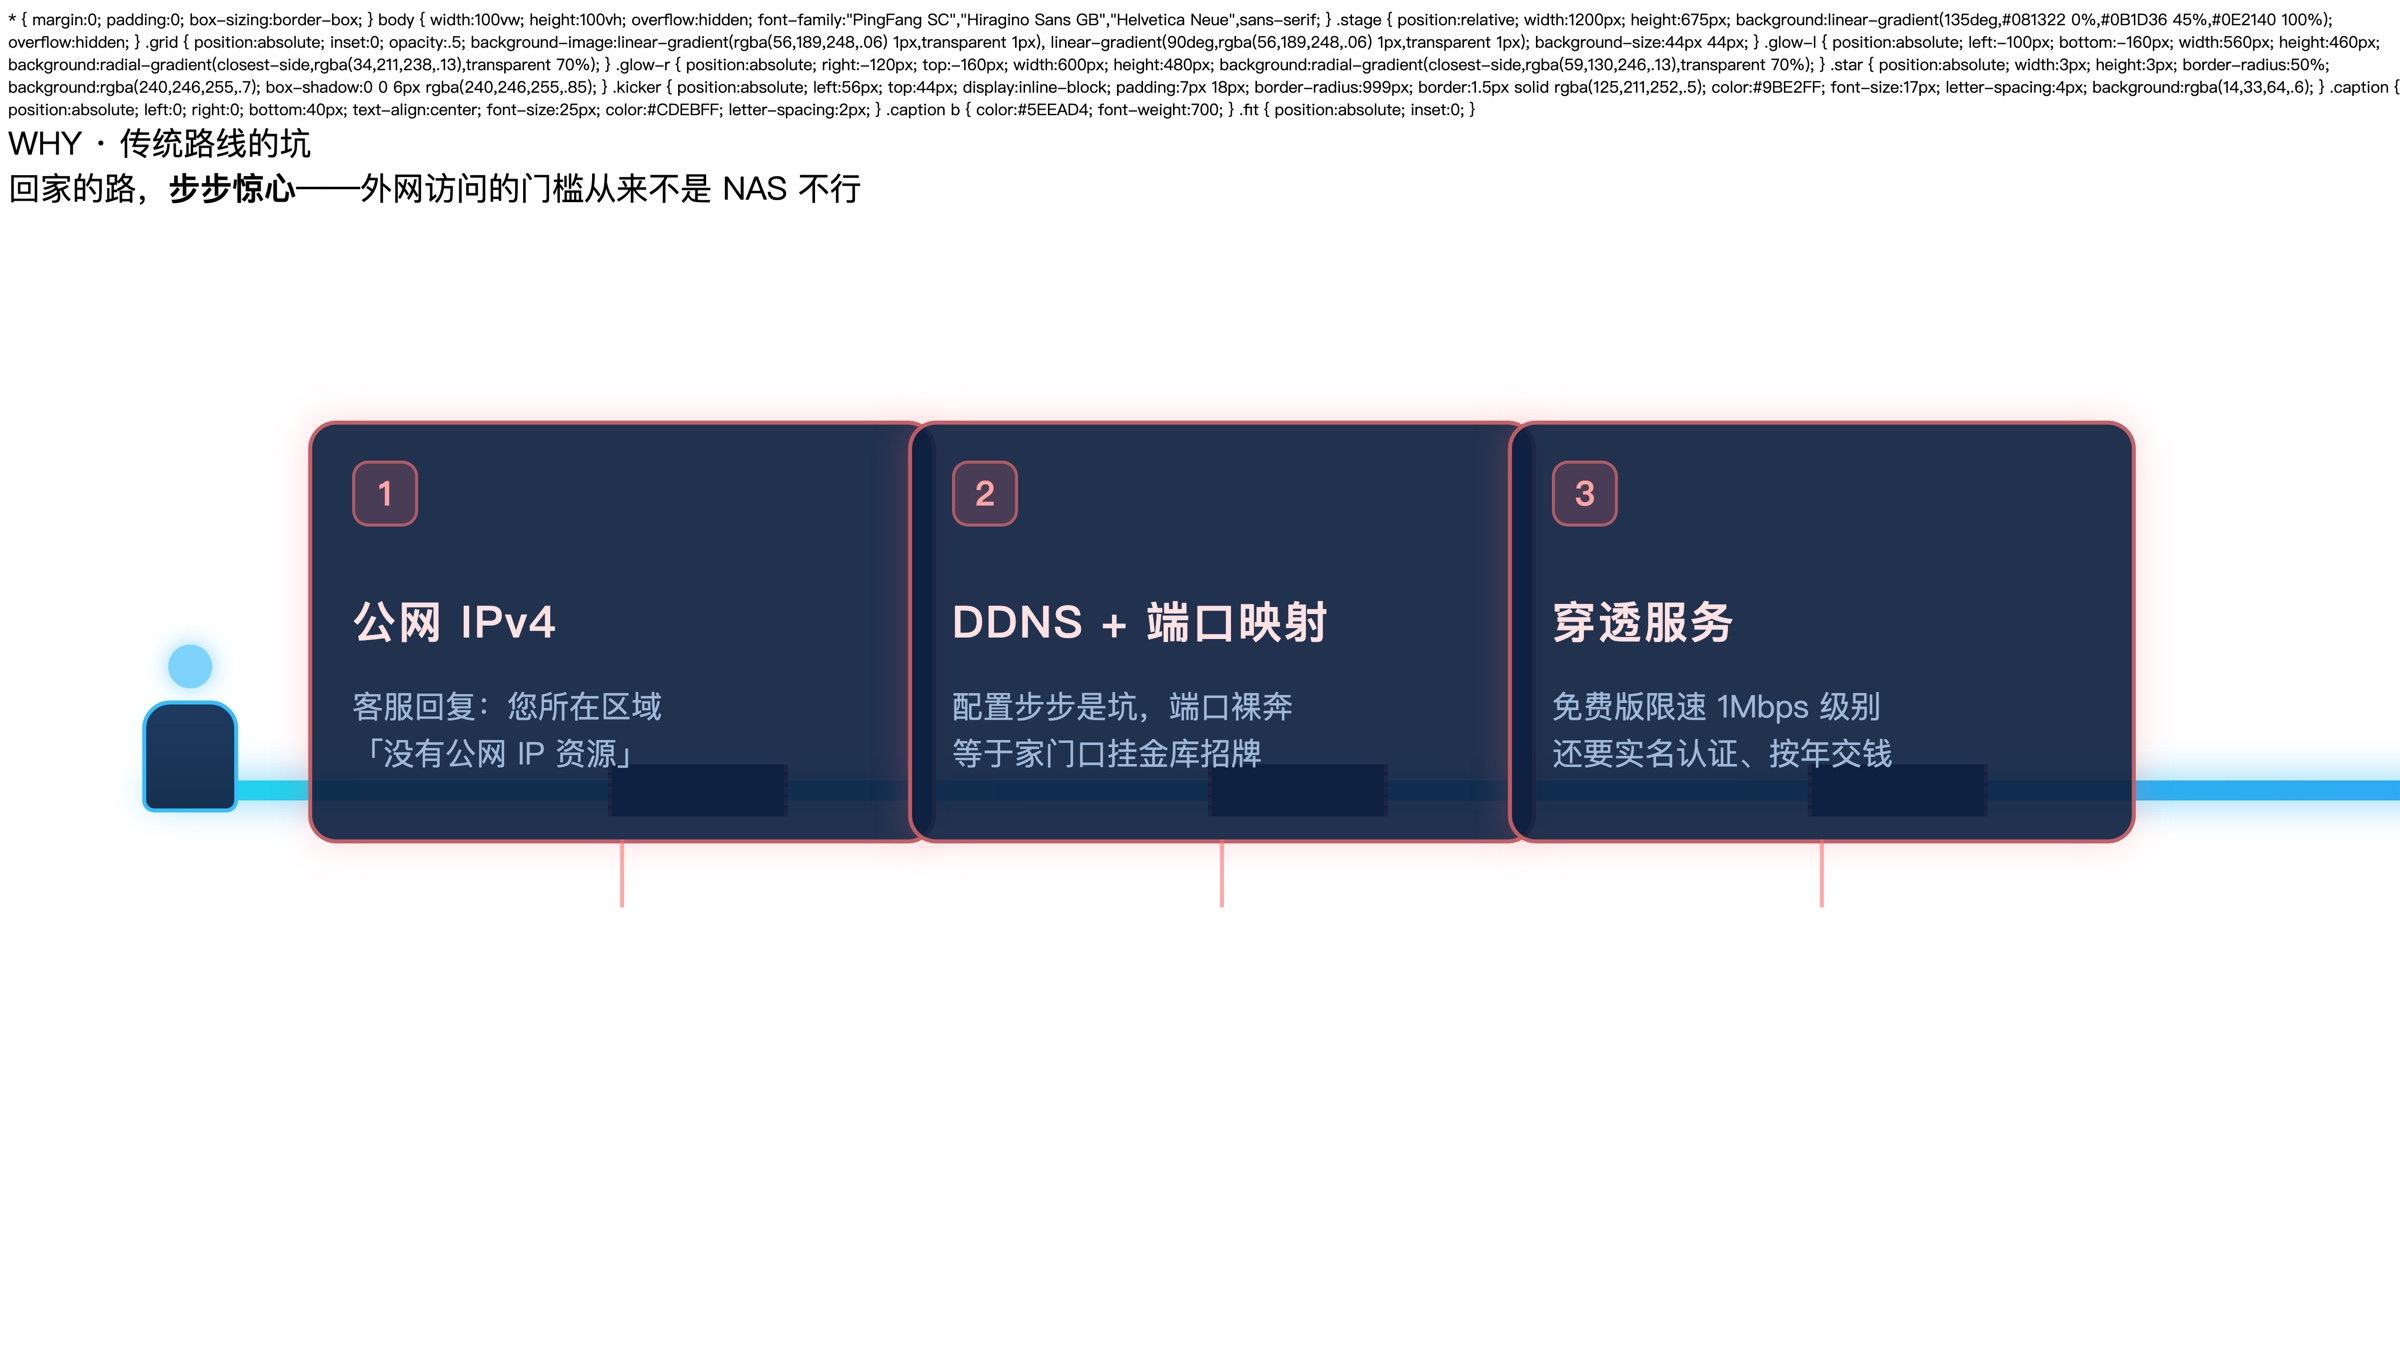 * { margin:0; padding:0; box-sizing:border-box; } body { width:100vw; height:100vh; overflow:hidden; font-family:"PingFang SC","Hiragino Sans GB","Helvetica Neue",sans-serif; } .stage { position:relative; width:1200px; height:675px; background:linear-gradient(135deg,#081322 0%,#0B1D36 45%,#0E2140 100%);
overflow:hidden; } .grid { position:absolute; inset:0; opacity:.5; background-image:linear-gradient(rgba(56,189,248,.06) 1px,transparent 1px), linear-gradient(90deg,rgba(56,189,248,.06) 1px,transparent 1px); background-size:44px 44px; } .glow-l { position:absolute; left:-100px; bottom:-160px; width:560px; height:460px;
background:radial-gradient(closest-side,rgba(34,211,238,.13),transparent 70%); } .glow-r { position:absolute; right:-120px; top:-160px; width:600px; height:480px; background:radial-gradient(closest-side,rgba(59,130,246,.13),transparent 70%); } .star { position:absolute; width:3px; height:3px; border-radius:50%;
background:rgba(240,246,255,.7); box-shadow:0 0 6px rgba(240,246,255,.85); } .kicker { position:absolute; left:56px; top:44px; display:inline-block; padding:7px 18px; border-radius:999px; border:1.5px solid rgba(125,211,252,.5); color:#9BE2FF; font-size:17px; letter-spacing:4px; background:rgba(14,33,64,.6); } .caption {
position:absolute; left:0; right:0; bottom:40px; text-align:center; font-size:25px; color:#CDEBFF; letter-spacing:2px; } .caption b { color:#5EEAD4; font-weight:700; } .fit { position:absolute; inset:0; }
WHY · 传统路线的坑
回家的路，步步惊心——外网访问的门槛从来不是 NAS 不行
1
公网 IPv4
客服回复：您所在区域
「没有公网 IP 资源」
2
DDNS + 端口映射
配置步步是坑，端口裸奔
等于家门口挂金库招牌
3
穿透服务
免费版限速 1Mbps 级别
还要实名认证、按年交钱